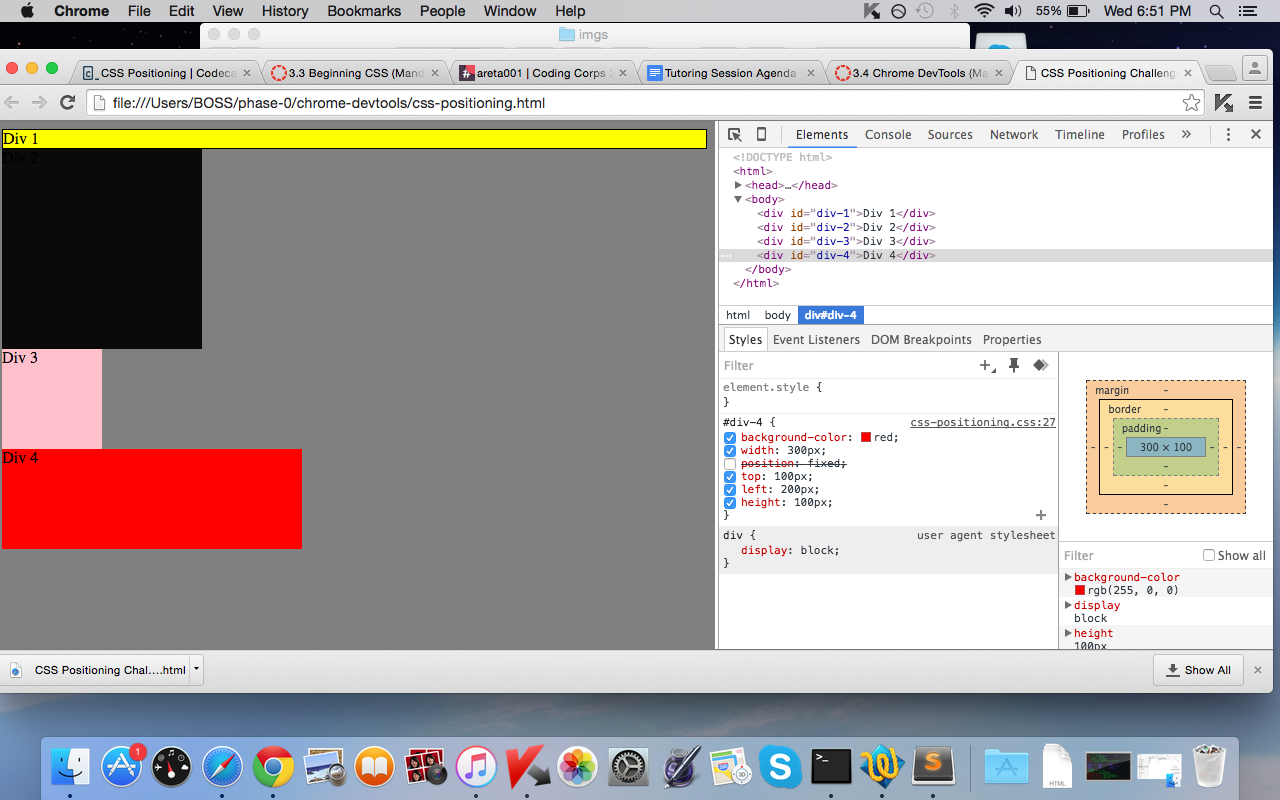 Chrome File Edit View History Bookmarks People Window Help 55% Wed 6:51 PM
imgs
CSS Positioning | Codeca
3.3 Beginning CSS (Mand
areta001 | Coding Corps
Tutoring Session Agenda
3.4 Chrome DevTools (Ma
CSS Positioning Challeng
file:///Users/BOSS/phase-0/chrome-devtools/css-positioning.html
Div 1
Div 2
Div 3
Div 4
Elements Console Sources Network Timeline Profiles »
<!DOCTYPE html>
<html>
<head>…</head>
<body>
<div id="div-1">Div 1</div>
<div id="div-2">Div 2</div>
<div id="div-3">Div 3</div>
<div id="div-4">Div 4</div>
</body>
</html>
html body div#div-4
Styles Event Listeners DOM Breakpoints Properties
Filter
element.style {
}
#div-4 { css-positioning.css:27
background-color: red;
width: 300px;
position: fixed;
top: 100px;
left: 200px;
height: 100px;
}
div { user agent stylesheet
display: block;
}
margin -
border -
padding -
- - - 300 × 100 - - -
-
-
-
Filter Show all
background-color
rgb(255, 0, 0)
display
block
height
100px
CSS Positioning Chal....html
Show All
1
HTML